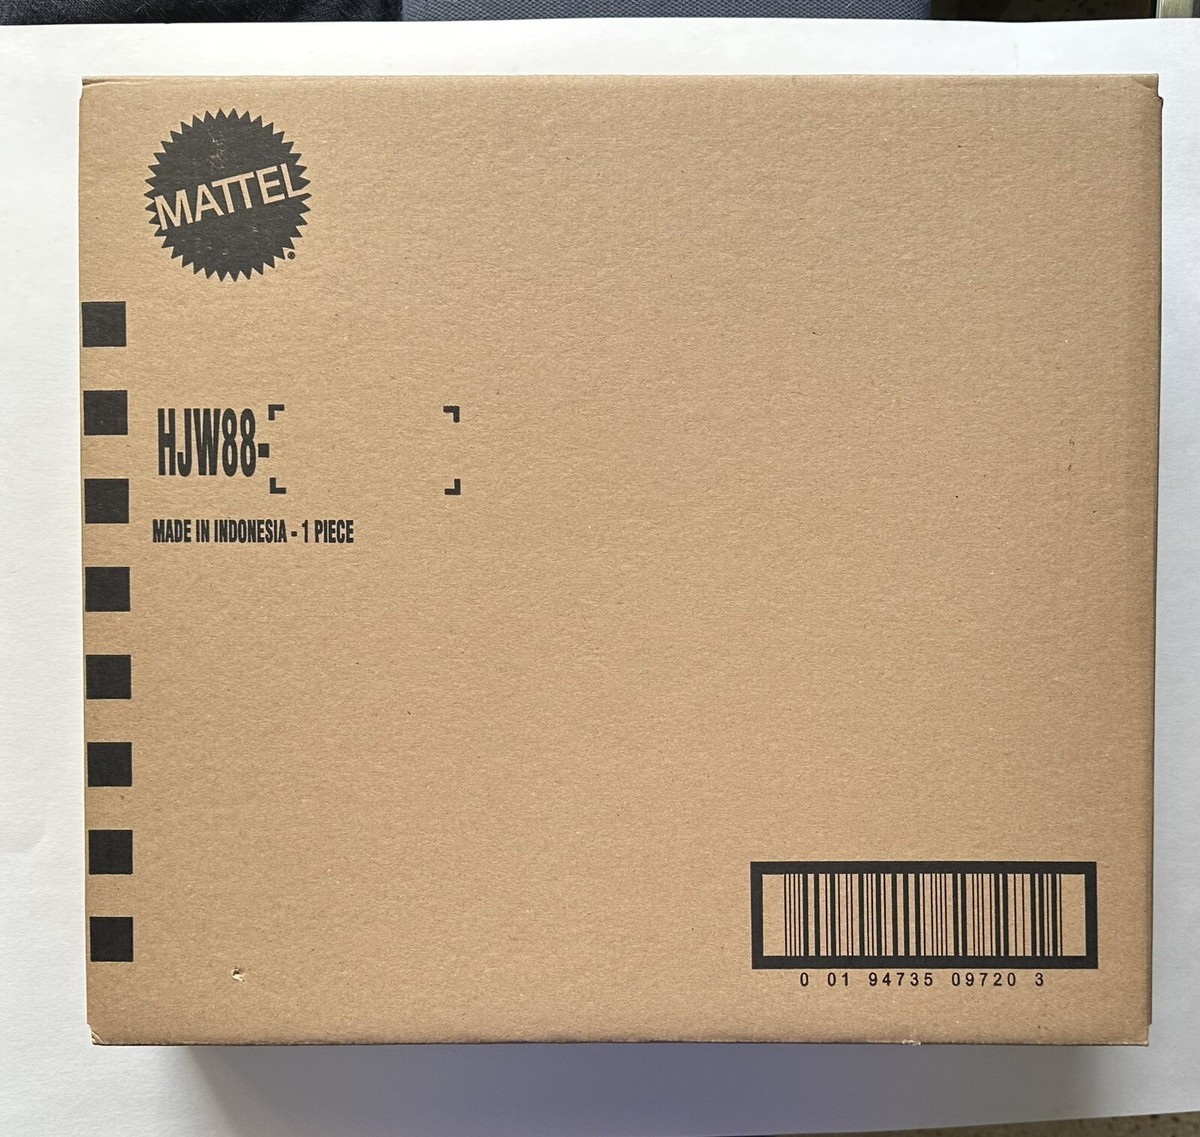 MATTEL
HJW88-
MADE IN INDONESIA - 1 PIECE
0 01 94735 09720 3